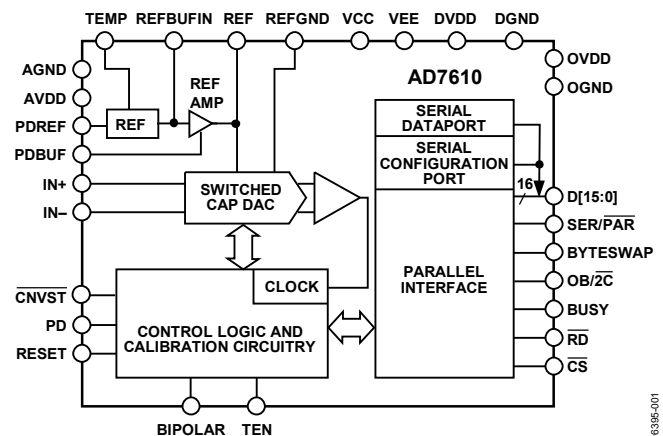 TEMP REFBUFIN REF REFGND VCC VEE DVDD DGND
AGND
AVDD
PDREF
PDBUF
IN+
IN–
CNVST
PD
RESET
REF
REF
AMP
SWITCHED
CAP DAC
CLOCK
CONTROL LOGIC AND
CALIBRATION CIRCUITRY
BIPOLAR TEN
AD7610
SERIAL
DATAPORT
SERIAL
CONFIGURATION
PORT
16
PARALLEL
INTERFACE
OVDD
OGND
D[15:0]
SER/PAR
BYTESWAP
OB/2C
BUSY
RD
CS
6395-001